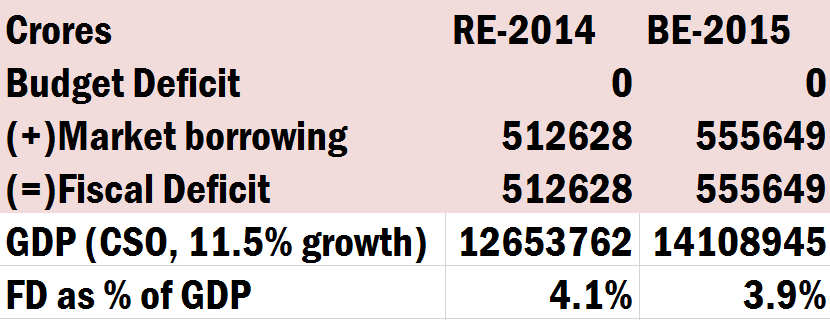 Crores RE-2014 BE-2015
Budget Deficit 0 0
(+)Market borrowing 512628 555649
(=)Fiscal Deficit 512628 555649
GDP (CSO, 11.5% growth) 12653762 14108945
FD as % of GDP 4.1% 3.9%